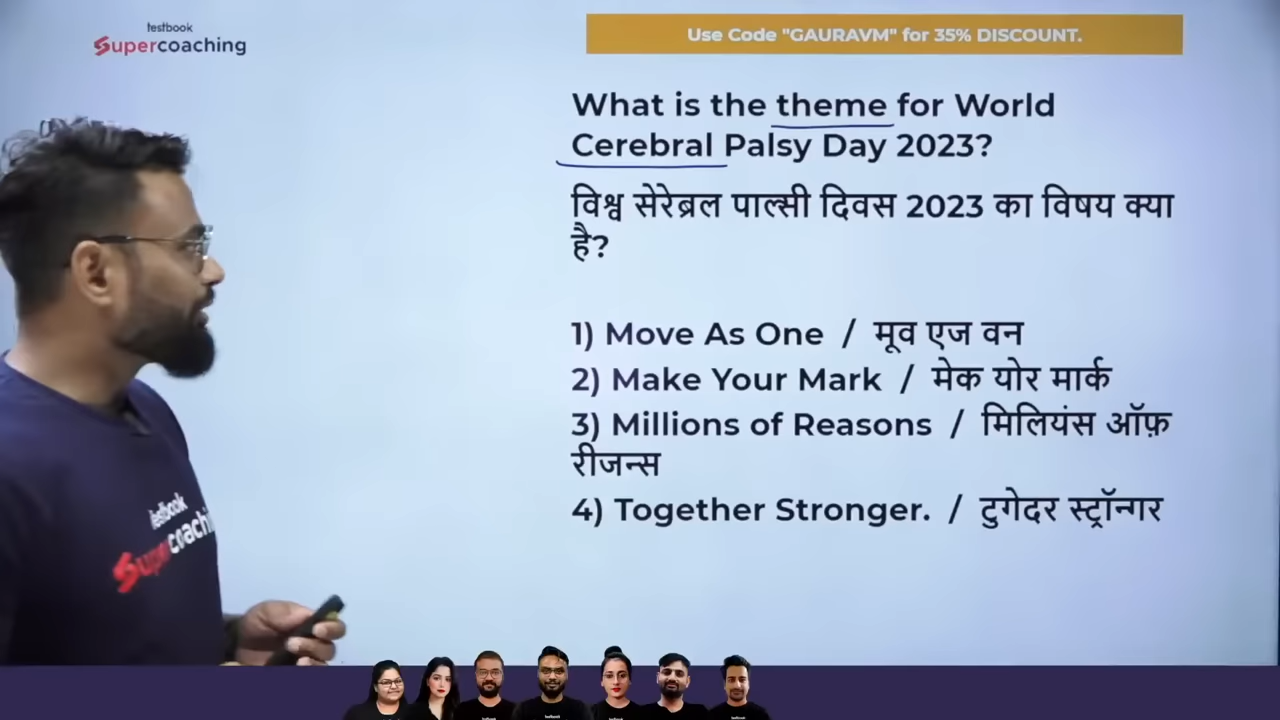 testbook
Supercoaching
Use Code "GAURAVM" for 35% DISCOUNT.
What is the theme for World
Cerebral Palsy Day 2023?
विश्व सेरेब्रल पाल्सी दिवस 2023 का विषय क्या
है?
1) Move As One / मूव एज वन
2) Make Your Mark / मेक योर मार्क
3) Millions of Reasons / मिलियंस ऑफ़
रीजन्स
4) Together Stronger. / टुगेदर स्ट्रॉन्गर
testbook
Supercoachi